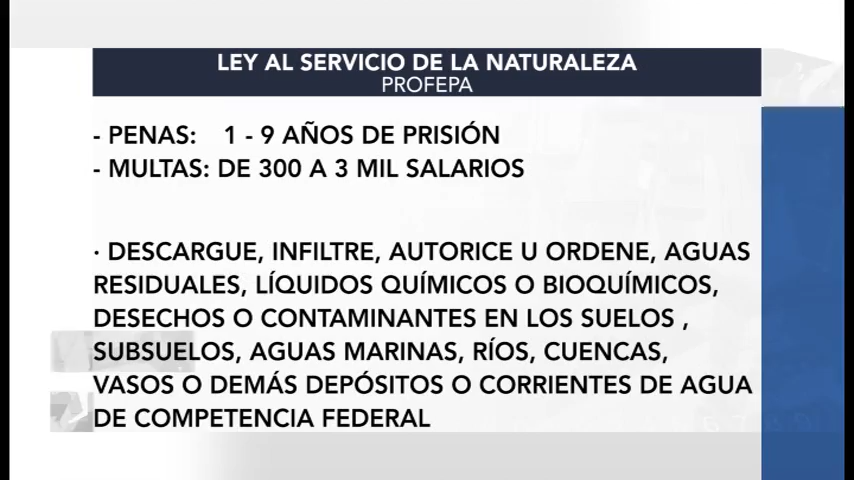 LEY AL SERVICIO DE LA NATURALEZA
PROFEPA
- PENAS: 1 - 9 AÑOS DE PRISIÓN
- MULTAS: DE 300 A 3 MIL SALARIOS
· DESCARGUE, INFILTRE, AUTORICE U ORDENE, AGUAS
RESIDUALES, LÍQUIDOS QUÍMICOS O BIOQUÍMICOS,
DESECHOS O CONTAMINANTES EN LOS SUELOS ,
SUBSUELOS, AGUAS MARINAS, RÍOS, CUENCAS,
VASOS O DEMÁS DEPÓSITOS O CORRIENTES DE AGUA
DE COMPETENCIA FEDERAL